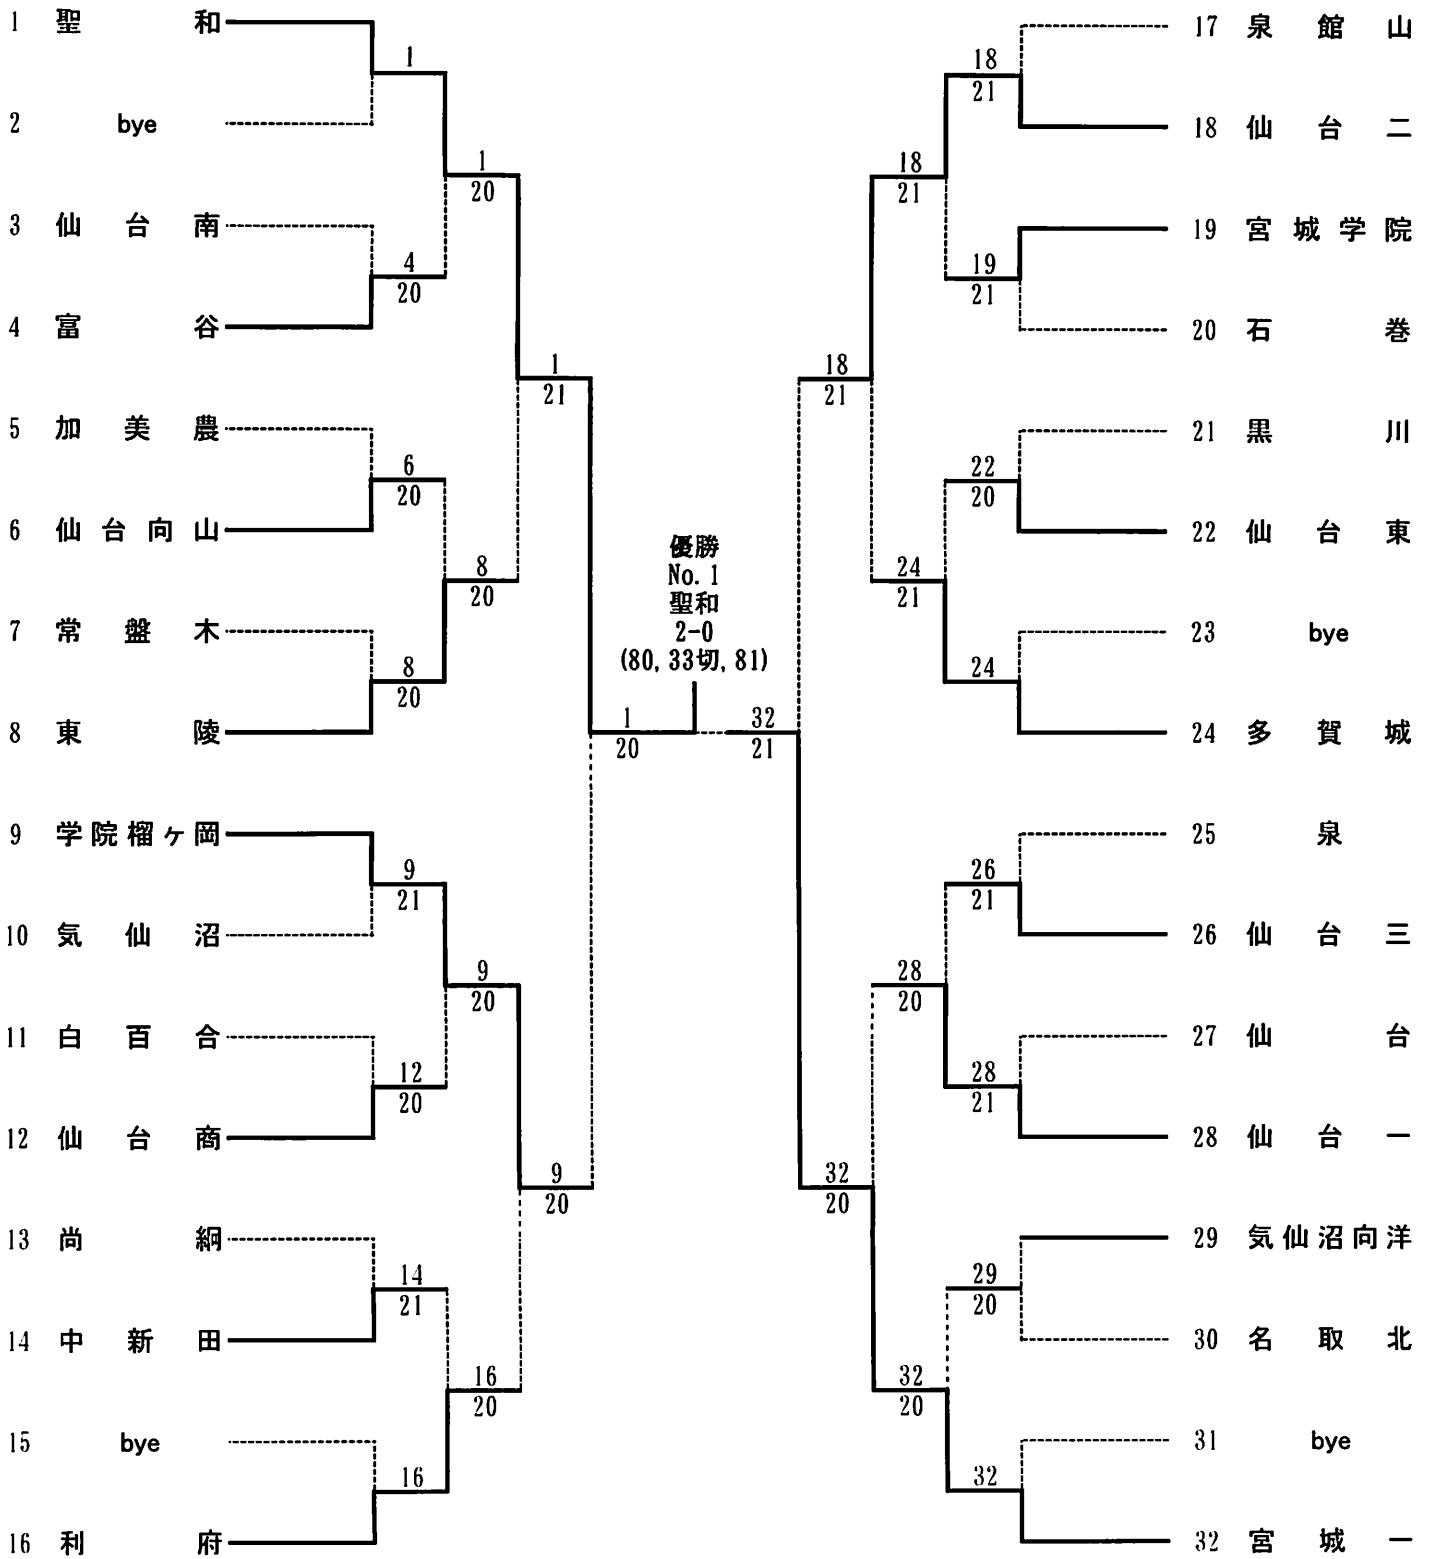 1 聖和
2 bye
3 仙台南
4 富谷
5 加美農
6 仙台向山
7 常盤木
8 東陵
9 学院榴ヶ岡
10 気仙沼
11 白百合
12 仙台商
13 尚絅
14 中新田
15 bye
16 利府
1
4
20
6
20
8
20
9
21
12
20
14
21
16
1
20
8
20
9
20
16
20
1
21
9
20
1
20
優勝
No. 1
聖和
2-0
(80, 33切, 81)
32
21
18
21
32
20
18
21
24
21
28
20
32
20
18
21
19
21
22
20
24
26
21
28
21
29
20
32
17 泉館山
18 仙台二
19 宮城学院
20 石巻
21 黒川
22 仙台東
23 bye
24 多賀城
25 泉
26 仙台三
27 仙台
28 仙台一
29 気仙沼向洋
30 名取北
31 bye
32 宮城一